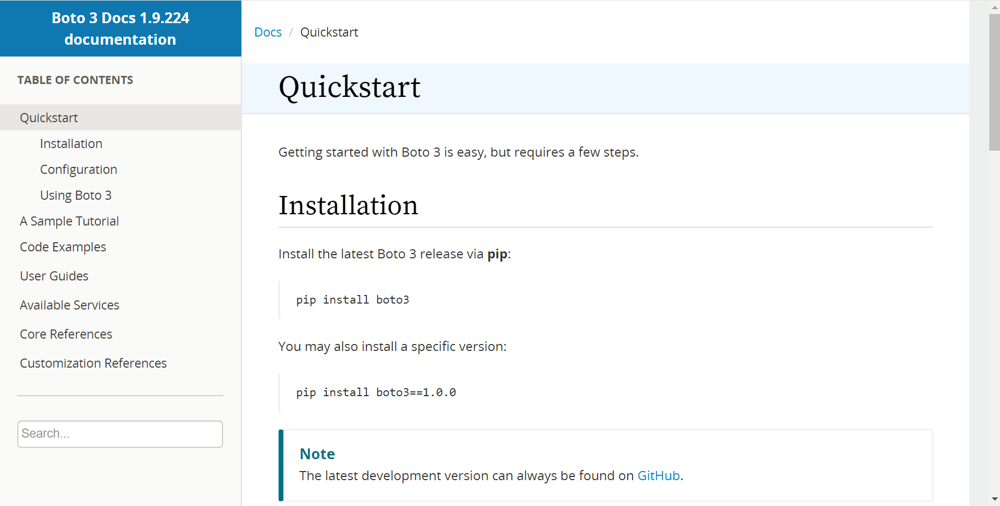 Boto 3 Docs 1.9.224
documentation
TABLE OF CONTENTS
Quickstart
Installation
Configuration
Using Boto 3
A Sample Tutorial
Code Examples
User Guides
Available Services
Core References
Customization References
Search...
Docs / Quickstart
Quickstart
Getting started with Boto 3 is easy, but requires a few steps.
Installation
Install the latest Boto 3 release via pip:
pip install boto3
You may also install a specific version:
pip install boto3==1.0.0
Note
The latest development version can always be found on GitHub.